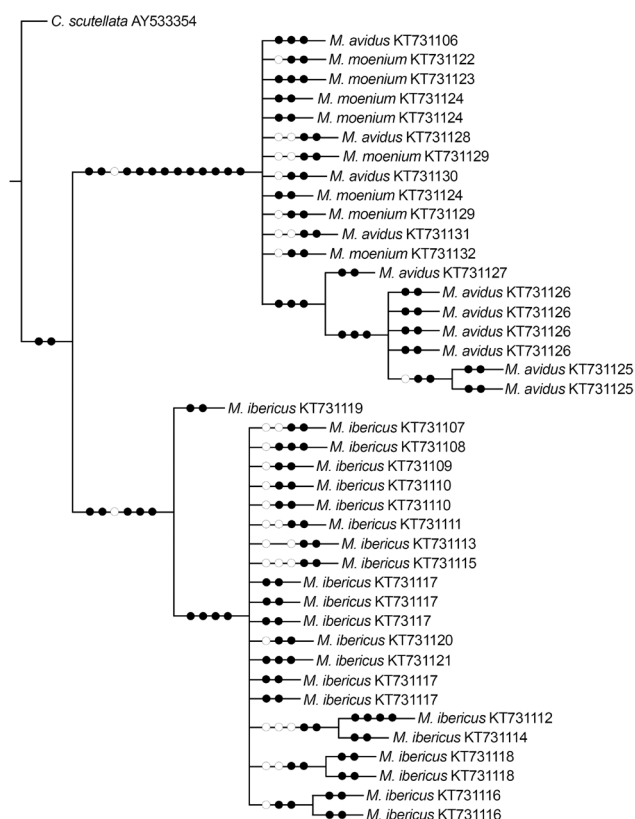 C. scutellata AY533354
M. avidus KT731106
M. moenium KT731122
M. moenium KT731123
M. moenium KT731124
M. moenium KT731124
M. avidus KT731128
M. moenium KT731129
M. avidus KT731130
M. moenium KT731124
M. moenium KT731129
M. avidus KT731131
M. moenium KT731132
M. avidus KT731127
M. avidus KT731126
M. avidus KT731126
M. avidus KT731126
M. avidus KT731126
M. avidus KT731125
M. avidus KT731125
M. ibericus KT731119
M. ibericus KT731107
M. ibericus KT731108
M. ibericus KT731109
M. ibericus KT731110
M. ibericus KT731110
M. ibericus KT731111
M. ibericus KT731113
M. ibericus KT731115
M. ibericus KT731117
M. ibericus KT731117
M. ibericus KT73117
M. ibericus KT731120
M. ibericus KT731121
M. ibericus KT731117
M. ibericus KT731117
M. ibericus KT731112
M. ibericus KT731114
M. ibericus KT731118
M. ibericus KT731118
M. ibericus KT731116
M. ibericus KT731116